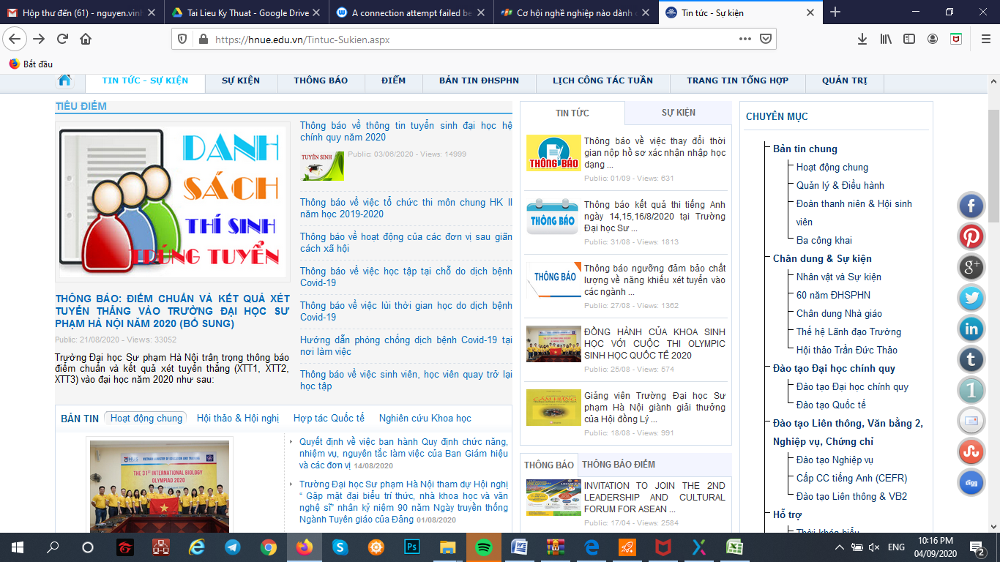 Hộp thư đến (61) - nguyen.vinh
Tai Lieu Ky Thuat - Google Drive
A connection attempt failed be
Cơ hội nghề nghiệp nào dành c
Tin tức - Sự kiện
https://hnue.edu.vn/Tintuc-Sukien.aspx
Bắt đầu
TIN TỨC - SỰ KIỆN
SỰ KIỆN
THÔNG BÁO
ĐIỂM
BẢN TIN ĐHSPHN
LỊCH CÔNG TÁC TUẦN
TRANG TIN TỔNG HỢP
QUẢN TRỊ
TIÊU ĐIỂM
DANH
SÁCH
THÍ SINH
TRÚNG TUYỂN
THÔNG BÁO: ĐIỂM CHUẨN VÀ KẾT QUẢ XÉT
TUYỂN THẲNG VÀO TRƯỜNG ĐẠI HỌC SƯ
PHẠM HÀ NỘI NĂM 2020 (BỔ SUNG)
Public: 21/08/2020 - Views: 33052
Trường Đại học Sư phạm Hà Nội trân trọng thông báo
điểm chuẩn và kết quả xét tuyển thẳng (XTT1, XTT2,
XTT3) vào đại học năm 2020 như sau:
Thông báo về thông tin tuyển sinh đại học hệ
chính quy năm 2020
TUYỂN SINH
Public: 03/06/2020 - Views: 14999
Thông báo về việc tổ chức thi môn chung HK II
năm học 2019-2020
Thông báo về hoạt động của các đơn vị sau giãn
cách xã hội
Thông báo về việc học tập tại chỗ do dịch bệnh
Covid-19
Thông báo về việc lùi thời gian học do dịch bệnh
Covid-19
Hướng dẫn phòng chống dịch bệnh Covid-19 tại
nơi làm việc
Thông báo về việc sinh viên, học viên quay trở lại
học tập
BẢN TIN
Hoạt động chung
Hội thảo & Hội nghị
Hợp tác Quốc tế
Nghiên cứu Khoa học
HUS
VIETNAM MINISTRY OF EDUCATION AND TRAINING
THE 31ST INTERNATIONAL BIOLOGY
OLYMPIAD 2020
Quyết định về việc ban hành Quy định chức năng,
nhiệm vụ, nguyên tắc làm việc của Ban Giám hiệu
và các đơn vị 14/08/2020
Trường Đại học Sư phạm Hà Nội tham dự Hội nghị
“ Gặp mặt đại biểu trí thức, nhà khoa học và văn
nghệ sĩ” nhân kỷ niệm 90 năm Ngày truyền thống
Ngành Tuyên giáo của Đảng 01/08/2020
TIN TỨC
SỰ KIỆN
THÔNG BÁO
Thông báo về việc thay đổi thời
gian nộp hồ sơ xác nhận nhập học
dạng ...
Public: 01/09 - Views: 631
THÔNG BÁO
Thông báo kết quả thi tiếng Anh
ngày 14,15,16/8/2020 tại Trường
Đại học Sư ...
Public: 31/08 - Views: 1813
THÔNG BÁO
Thông báo ngưỡng đảm bảo chất
lượng về năng khiếu xét tuyển vào
các ngành ...
Public: 27/08 - Views: 1362
ĐỒNG HÀNH CỦA KHOA SINH
HỌC VỚI CUỘC THI OLYMPIC
SINH HỌC QUỐC TẾ 2020
Public: 25/08 - Views: 574
CẢM HỨNG
Giảng viên Trường Đại học Sư
phạm Hà Nội giành giải thưởng
của Hội đồng Lý ...
Public: 18/08 - Views: 991
THÔNG BÁO
THÔNG BÁO ĐIỂM
INVITATION TO JOIN THE 2ND
LEADERSHIP AND CULTURAL
FORUM FOR ASEAN ...
Public: 17/04 - Views: 2584
CHUYÊN MỤC
Bản tin chung
Hoạt động chung
Quản lý & Điều hành
Đoàn thanh niên & Hội sinh
viên
Ba công khai
Chân dung & Sự kiện
Nhân vật và Sự kiện
60 năm ĐHSPHN
Chân dung Nhà giáo
Thế hệ Lãnh đạo Trường
Hội thảo Trần Đức Thảo
Đào tạo Đại học chính quy
Đào tạo Đại học chính quy
Đào tạo Quốc tế
Đào tạo Liên thông, Văn bằng 2,
Nghiệp vụ, Chứng chỉ
Đào tạo Nghiệp vụ
Cấp CC tiếng Anh (CEFR)
Đào tạo Liên thông & VB2
Hỗ trợ
Thời khóa biểu
digg
ENG
10:16 PM
04/09/2020
2